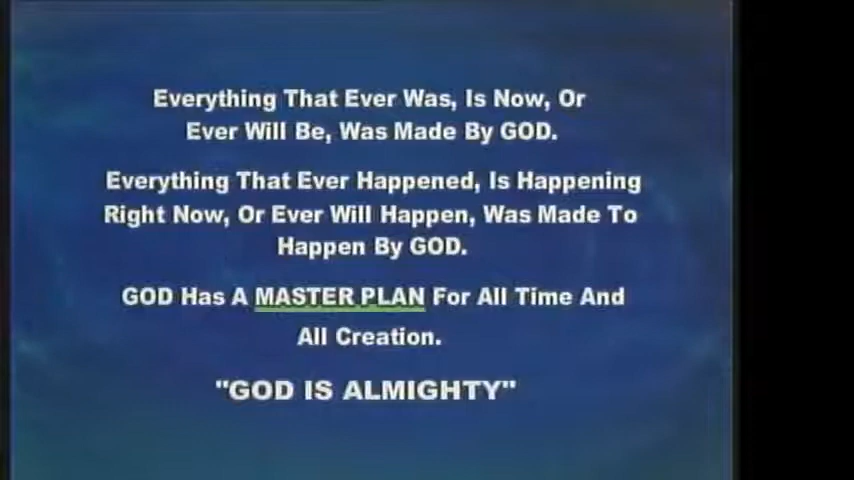 Everything That Ever Was, Is Now, Or
Ever Will Be, Was Made By GOD.
Everything That Ever Happened, Is Happening
Right Now, Or Ever Will Happen, Was Made To
Happen By GOD.
GOD Has A MASTER PLAN For All Time And
All Creation.
"GOD IS ALMIGHTY"